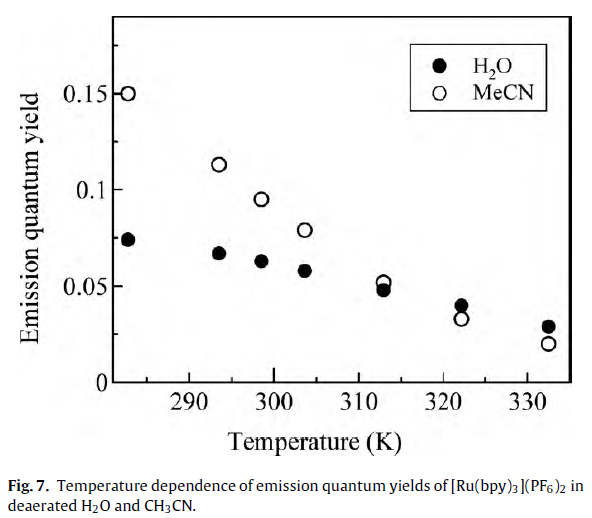 H₂O
MeCN
Emission quantum yield
0.15
0.1
0.05
0
290
300
310
320
330
Temperature (K)
Fig. 7. Temperature dependence of emission quantum yields of [Ru(bpy)₃](PF₆)₂ in
deaerated H₂O and CH₃CN.